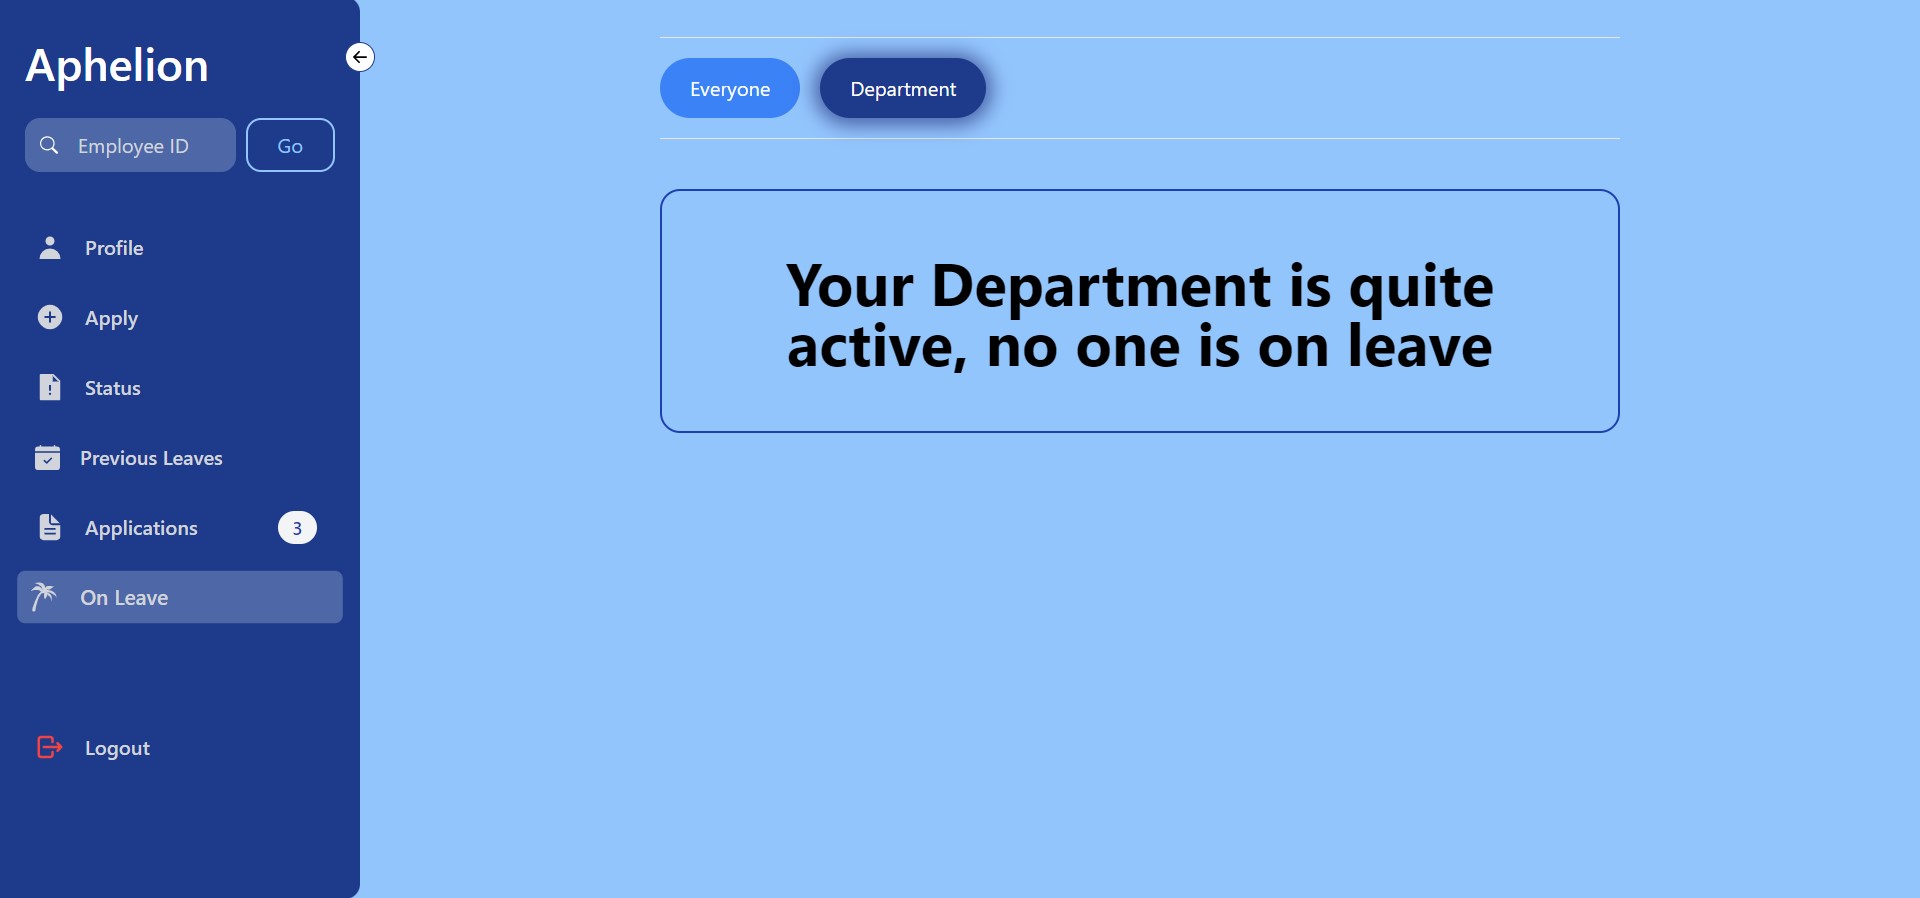 Aphelion
Employee ID
Go
Profile
Apply
Status
Previous Leaves
Applications
3
On Leave
Logout
Everyone
Department
Your Department is quite
active, no one is on leave